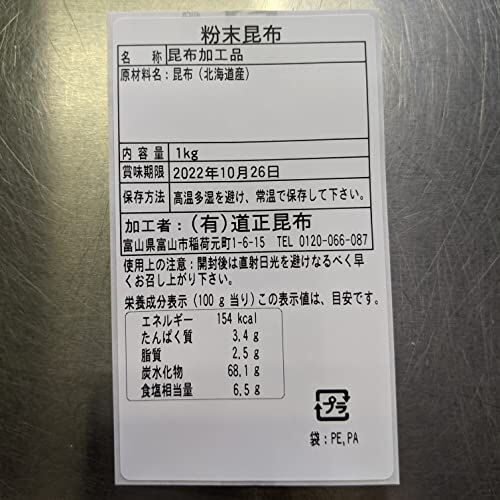 粉末昆布
名 称 昆布加工品
原材料名：昆布（北海道産）
内 容 量 1kg
賞味期限 2022年10月26日
保存方法 高温多湿を避け、常温で保存して下さい。
加工者：（有）道正昆布
富山県富山市稲荷元町1-6-15 TEL 0120-066-087
使用上の注意：開封後は直射日光を避けなるべく早
くお召し上がり下さい。
栄養成分表示（100ｇ当り）この表示値は、目安です。
エネルギー 154 kcal
たんぱく質 3.4 g
脂質 2.5 g
炭水化物 68.1 g
食塩相当量 6.5 g
プラ
袋：PE,PA